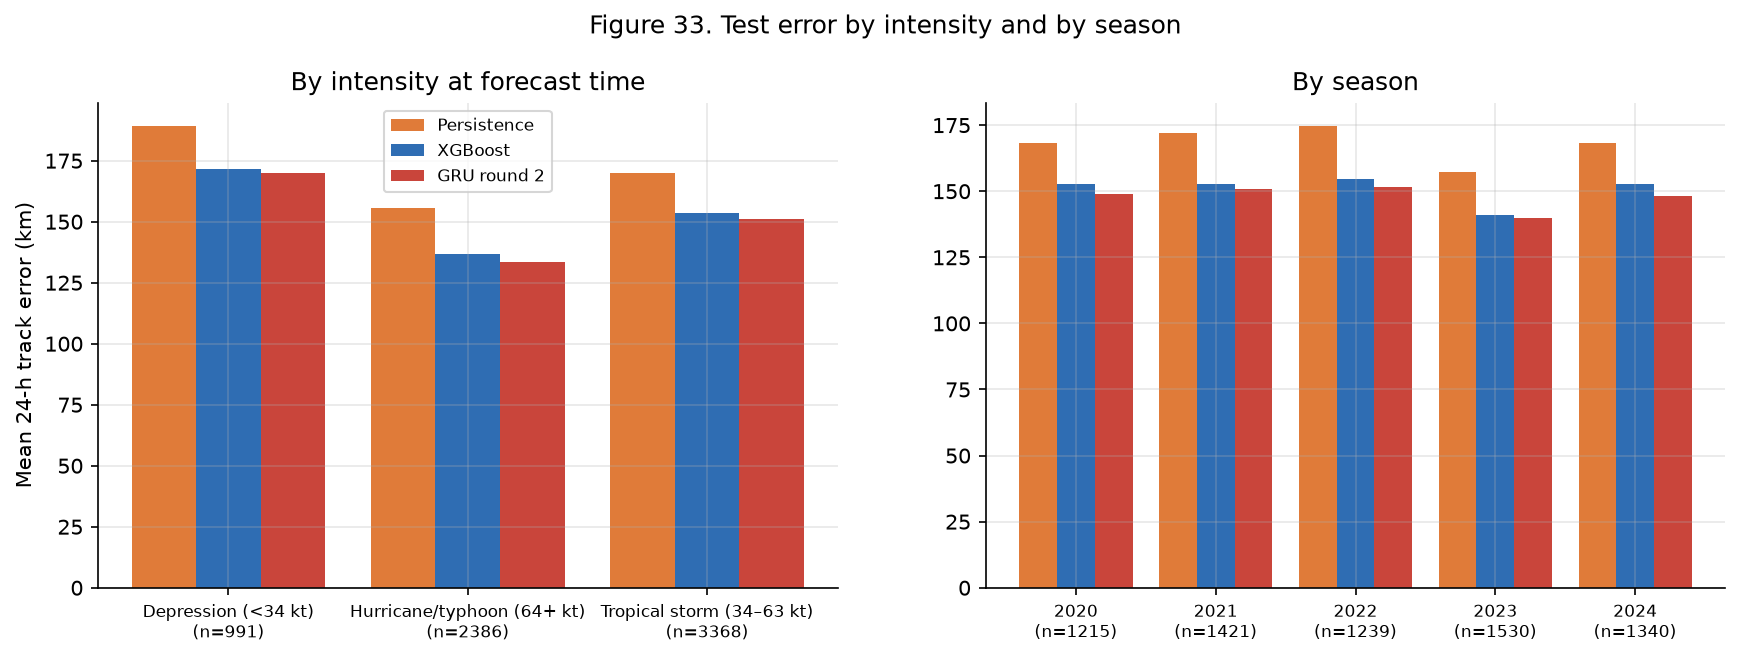 Figure 33. Test error by intensity and by season
By intensity at forecast time
Persistence
XGBoost
GRU round 2
Mean 24-h track error (km)
175
150
125
100
75
50
25
0
Depression (<34 kt)
(n=991)
Hurricane/typhoon (64+ kt)
(n=2386)
Tropical storm (34–63 kt)
(n=3368)
By season
175
150
125
100
75
50
25
0
2020
(n=1215)
2021
(n=1421)
2022
(n=1239)
2023
(n=1530)
2024
(n=1340)